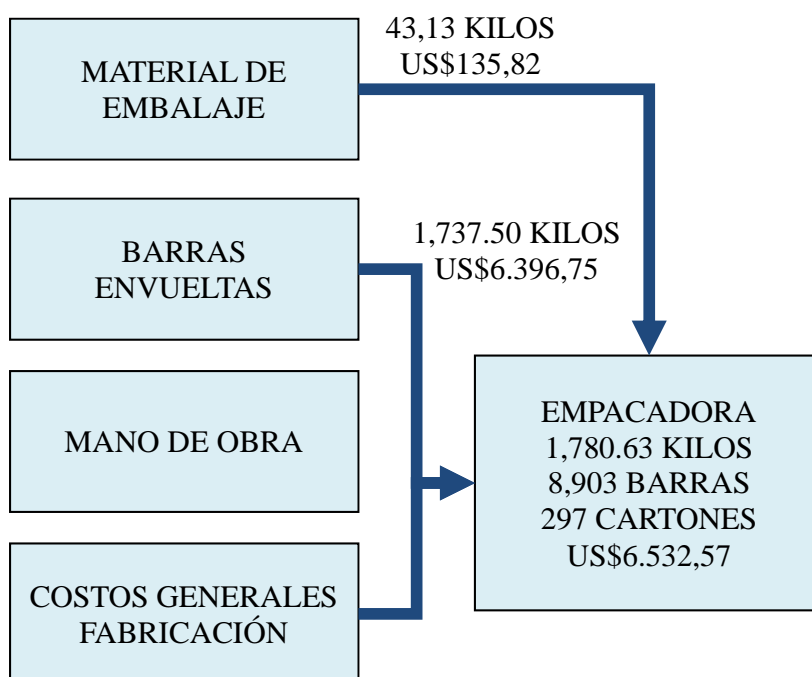 43,13 KILOS
US$135,82
MATERIAL DE
EMBALAJE
BARRAS
ENVUELTAS
1,737.50 KILOS
US$6.396,75
MANO DE OBRA
EMPACADORA
1,780.63 KILOS
8,903 BARRAS
297 CARTONES
US$6.532,57
COSTOS GENERALES
FABRICACIÓN